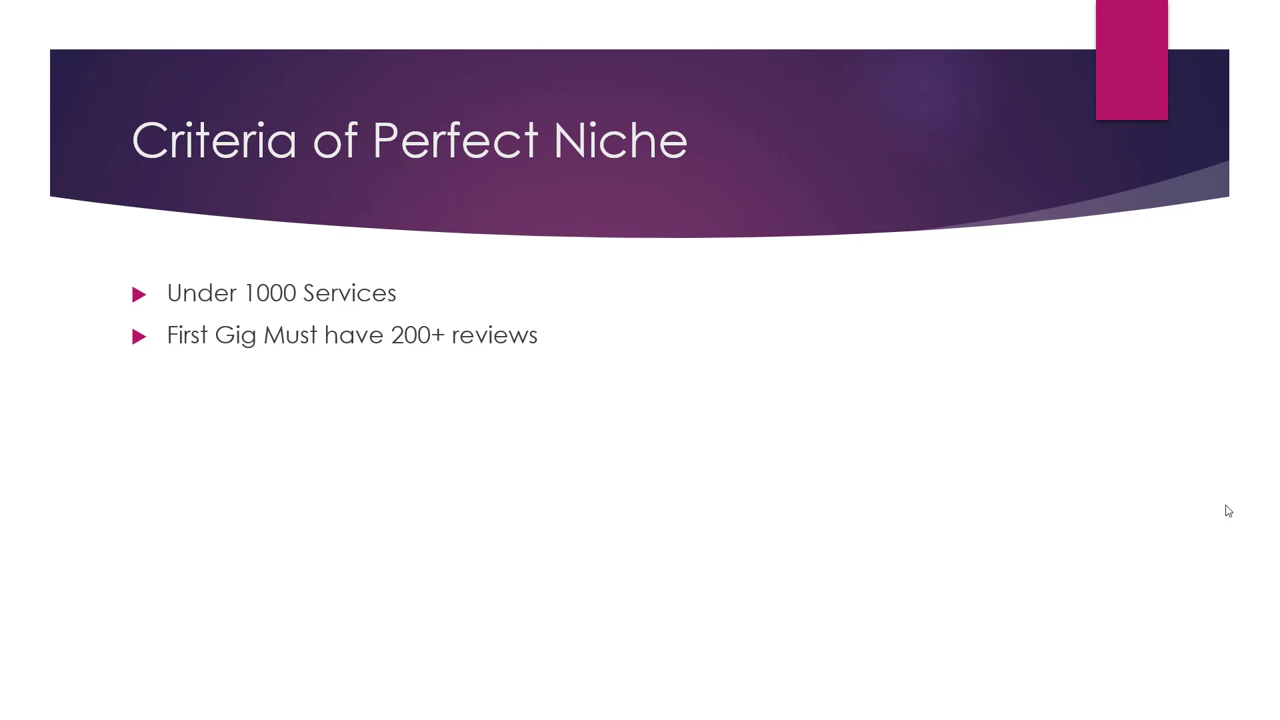 Criteria of Perfect Niche
Under 1000 Services
First Gig Must have 200+ reviews